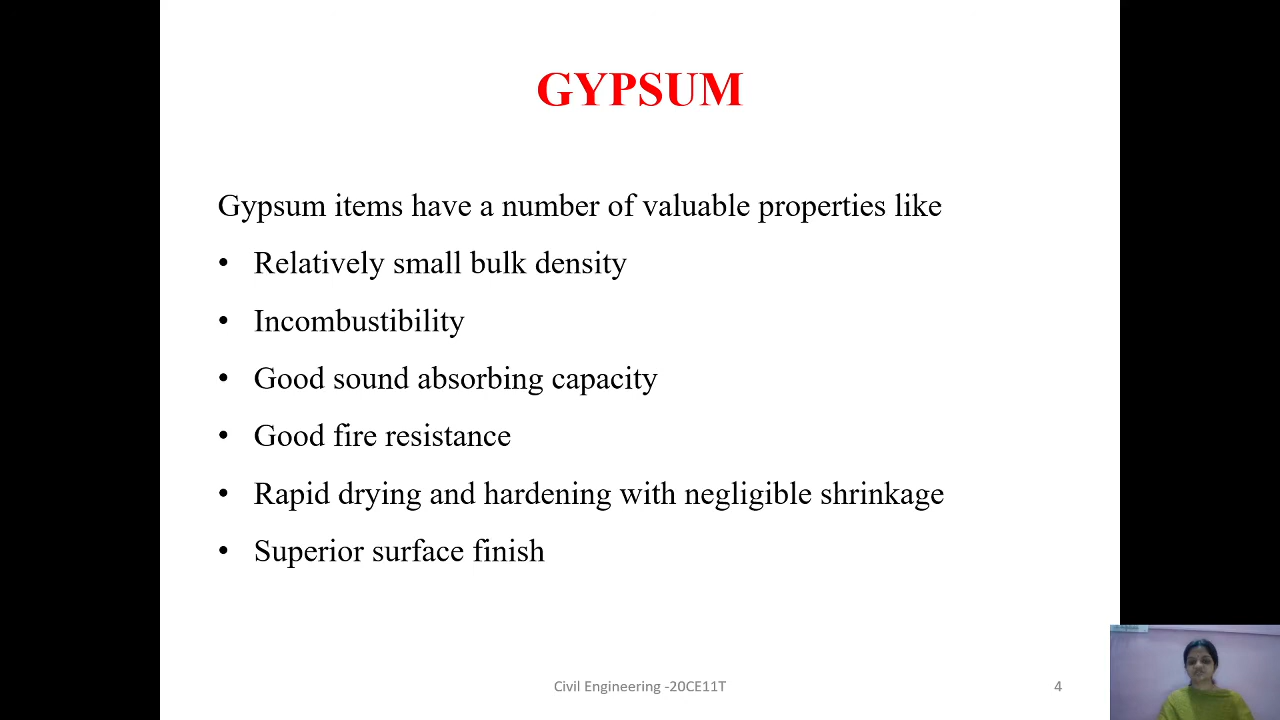 GYPSUM
Gypsum items have a number of valuable properties like
• Relatively small bulk density
• Incombustibility
• Good sound absorbing capacity
• Good fire resistance
• Rapid drying and hardening with negligible shrinkage
• Superior surface finish
Civil Engineering -20CE11T
4